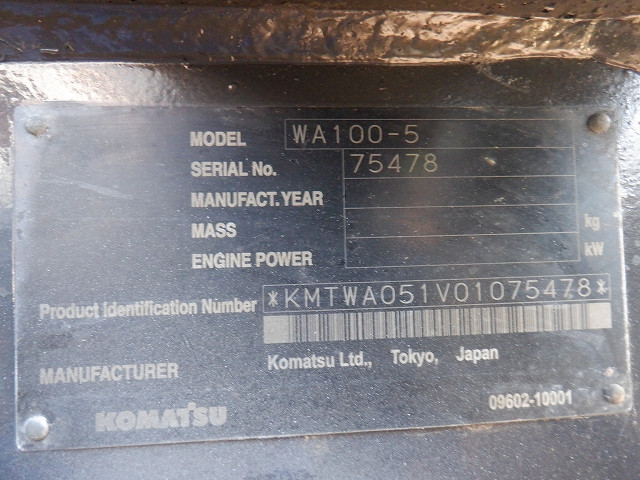 MODEL WA100-5
SERIAL No. 75478
MANUFACT. YEAR
MASS kg
ENGINE POWER kW
Product Identification Number *KMTWA051V01075478*
MANUFACTURER Komatsu Ltd., Tokyo, Japan
KOMATSU 09602-10001